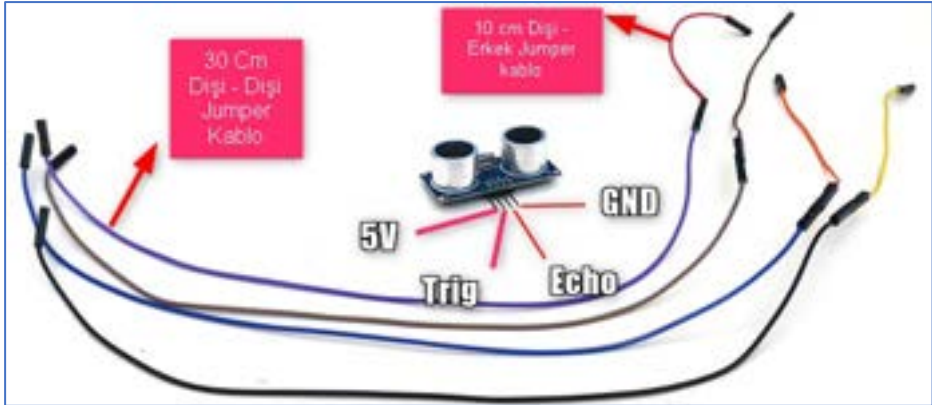 30 Cm
Dişi - Dişi
Jumper
Kablo
10 cm Dişi -
Erkek Jumper
kablo
5V
Trig
Echo
GND